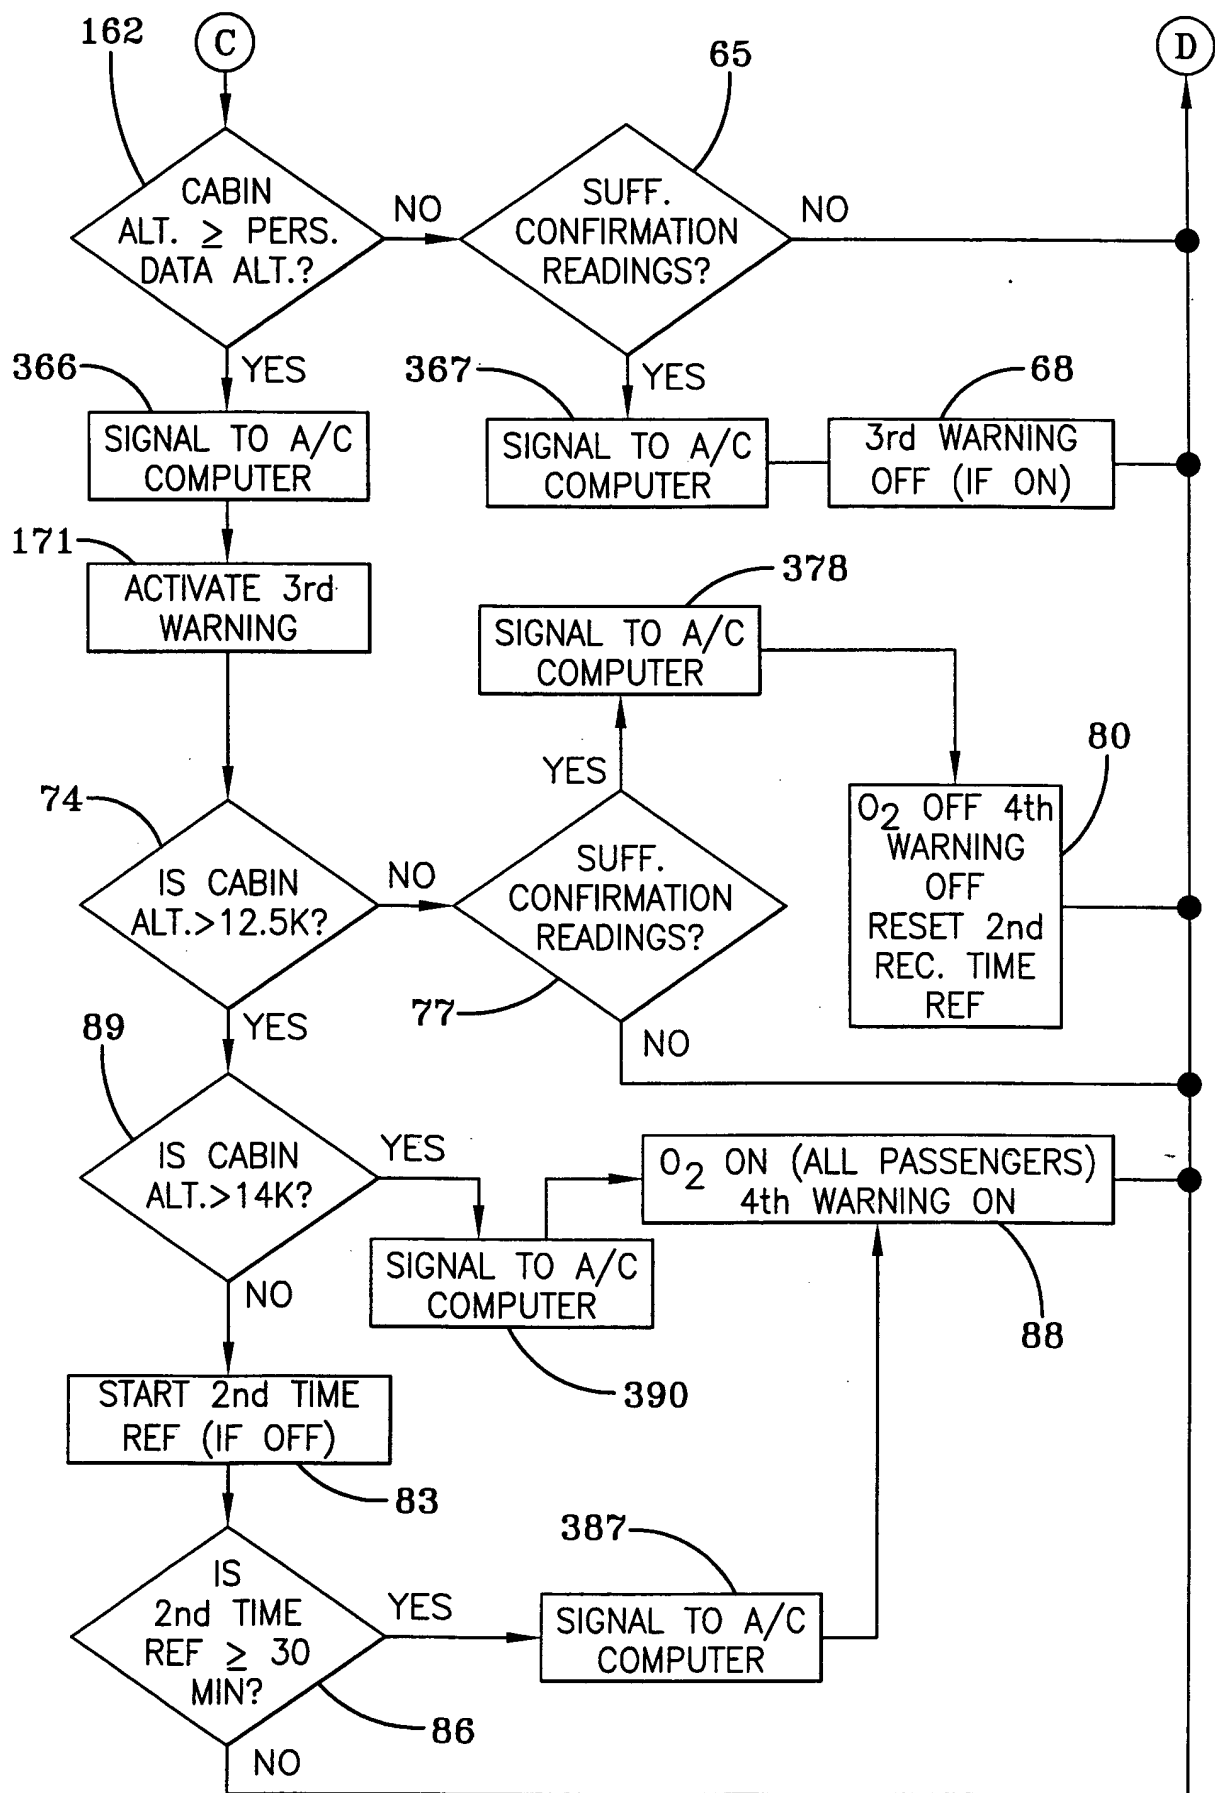 162
C
65
D
CABIN
ALT. ≥ PERS.
DATA ALT.?
NO
SUFF.
CONFIRMATION
READINGS?
NO
366
YES
367
YES
68
SIGNAL TO A/C
COMPUTER
SIGNAL TO A/C
COMPUTER
3rd WARNING
OFF (IF ON)
171
ACTIVATE 3rd
WARNING
378
SIGNAL TO A/C
COMPUTER
80
YES
74
O2 OFF 4th
WARNING
OFF
RESET 2nd
REC. TIME
REF
IS CABIN
ALT.>12.5K?
NO
SUFF.
CONFIRMATION
READINGS?
77
YES
NO
89
IS CABIN
ALT.>14K?
YES
O2 ON (ALL PASSENGERS)
4th WARNING ON
SIGNAL TO A/C
COMPUTER
NO
88
390
START 2nd TIME
REF (IF OFF)
83
387
IS
2nd TIME
REF ≥ 30
MIN?
YES
SIGNAL TO A/C
COMPUTER
86
NO